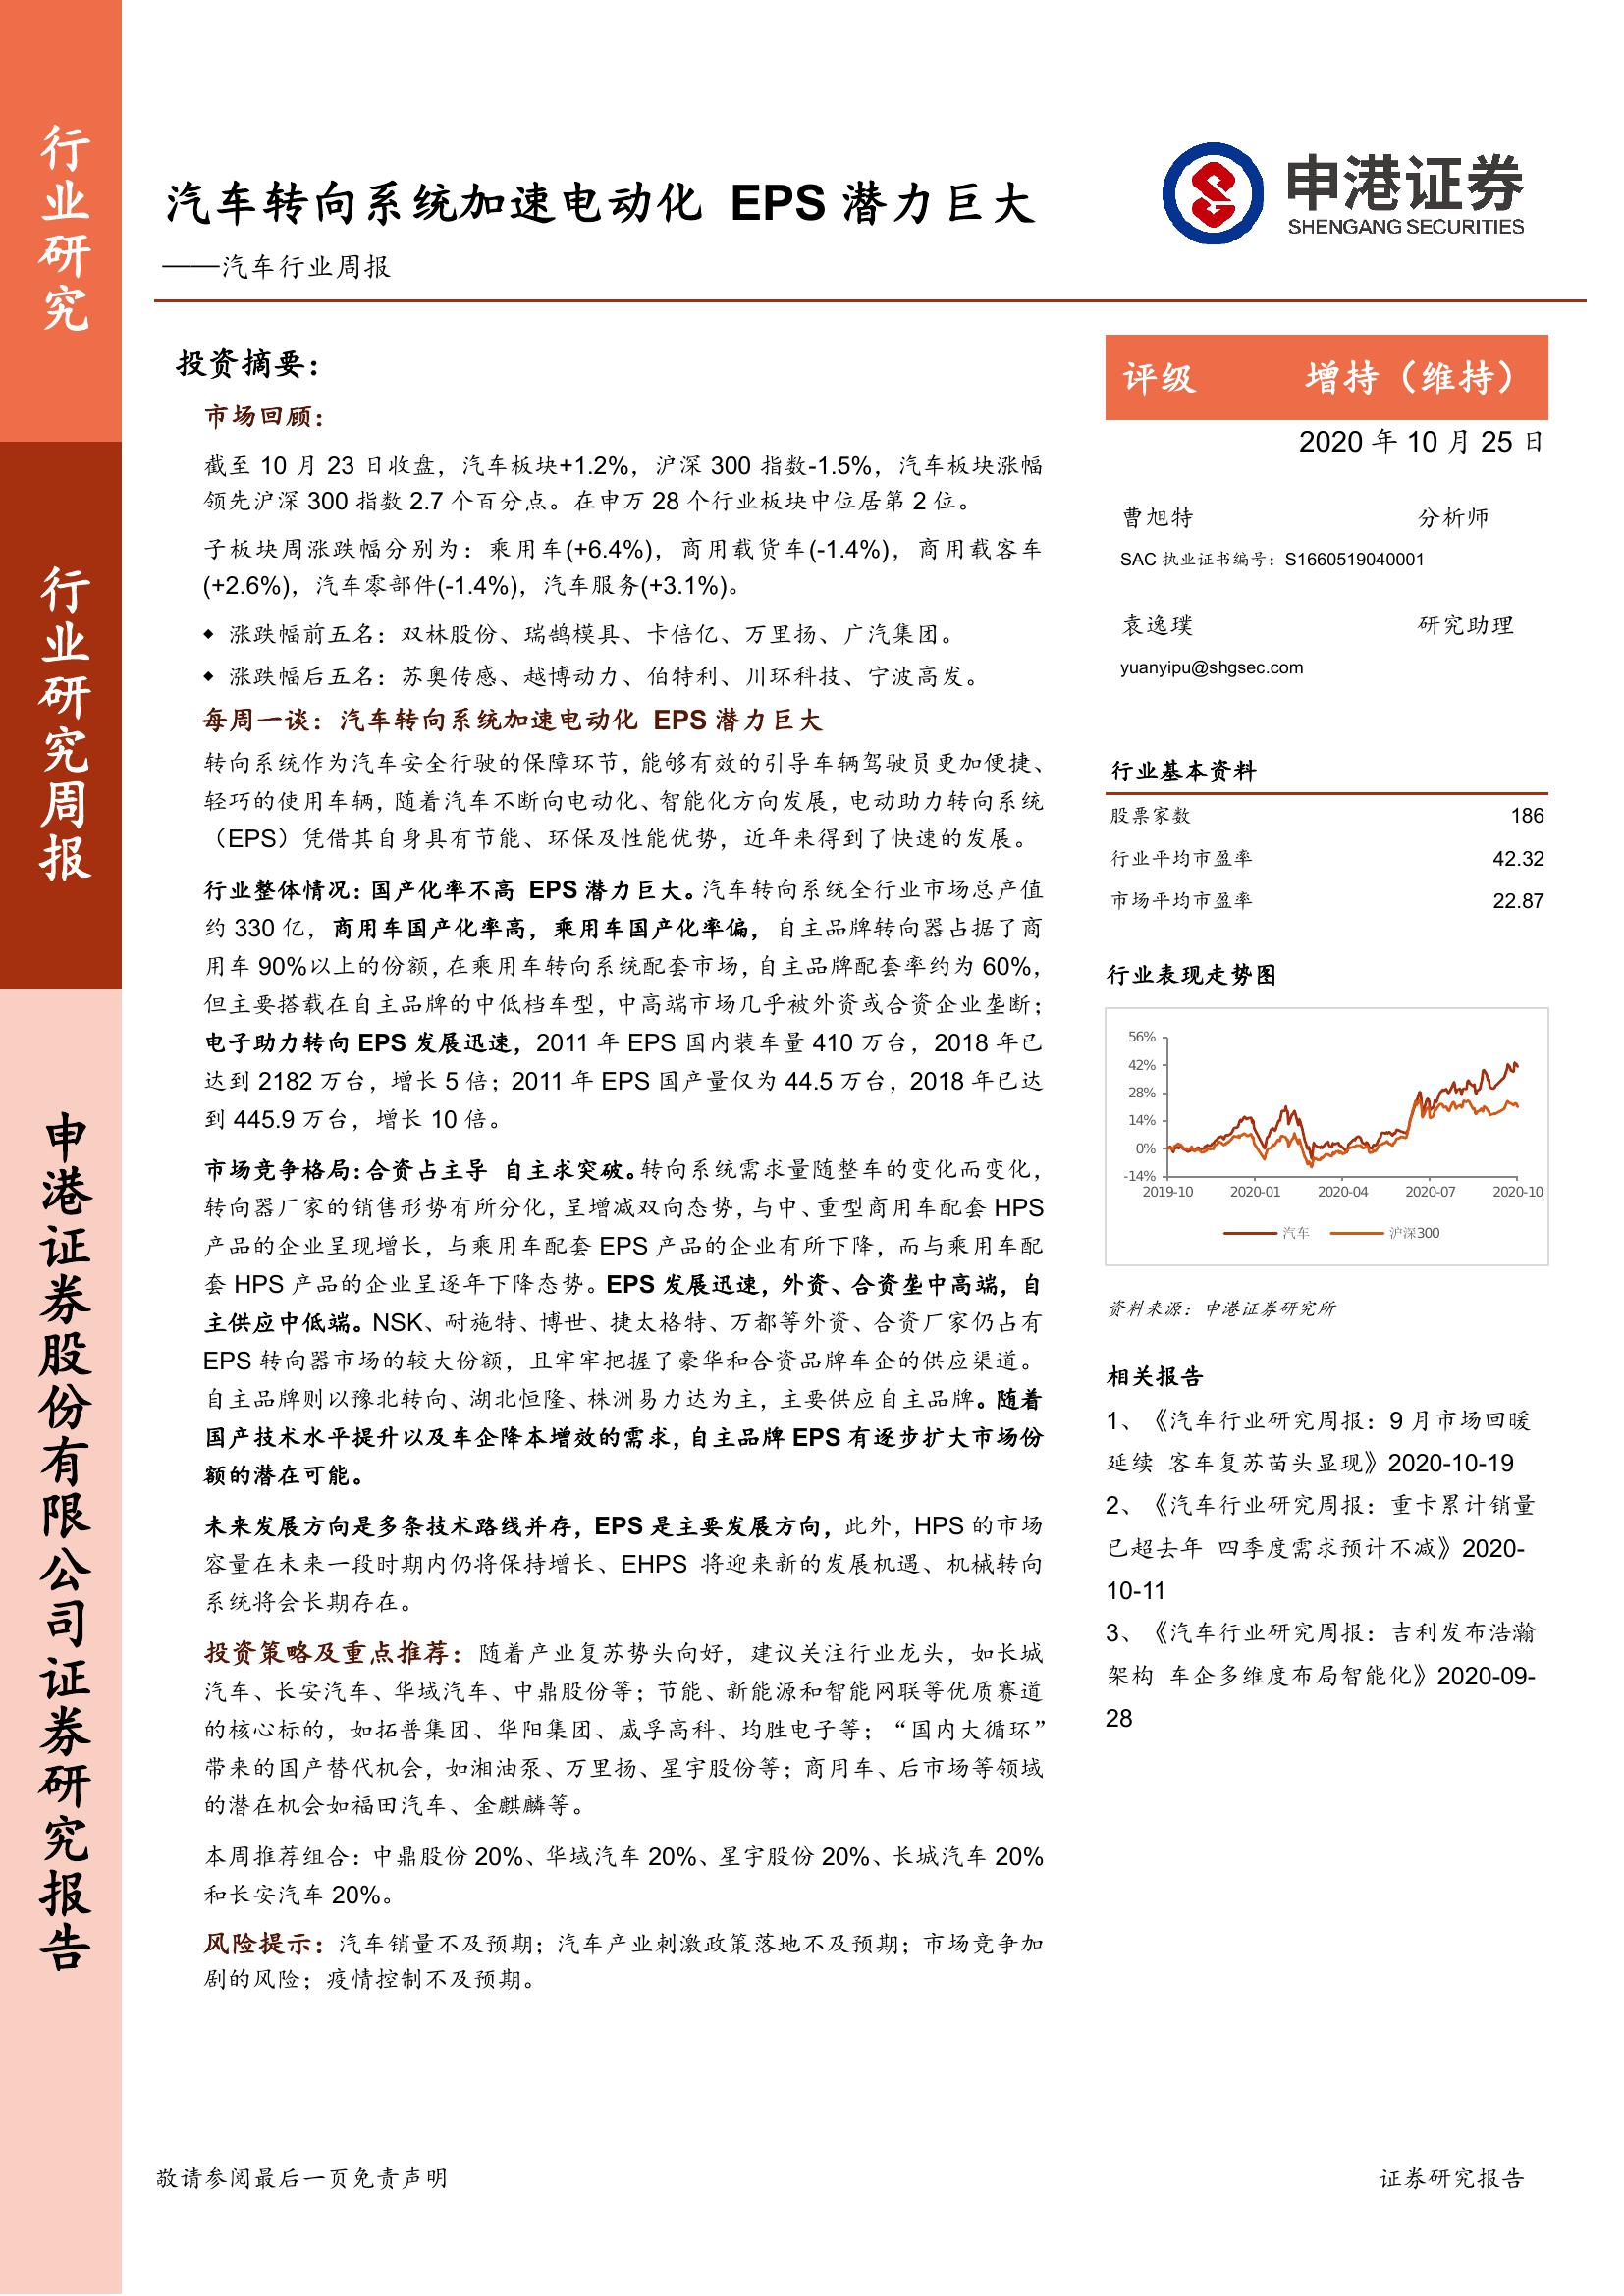 行业研究
行业研究周报
申港证券股份有限公司证券研究报告
汽车转向系统加速电动化 EPS 潜力巨大
——汽车行业周报
申港证券
SHENGANG SECURITIES
投资摘要：
市场回顾：
截至 10 月 23 日收盘，汽车板块+1.2%，沪深 300 指数-1.5%，汽车板块涨幅
领先沪深 300 指数 2.7 个百分点。在申万 28 个行业板块中位居第 2 位。
子板块周涨跌幅分别为：乘用车(+6.4%)，商用载货车(-1.4%)，商用载客车
(+2.6%)，汽车零部件(-1.4%)，汽车服务(+3.1%)。
◆ 涨跌幅前五名：双林股份、瑞鹄模具、卡倍亿、万里扬、广汽集团。
◆ 涨跌幅后五名：苏奥传感、越博动力、伯特利、川环科技、宁波高发。
每周一谈：汽车转向系统加速电动化 EPS 潜力巨大
转向系统作为汽车安全行驶的保障环节，能够有效的引导车辆驾驶员更加便捷、
轻巧的使用车辆，随着汽车不断向电动化、智能化方向发展，电动助力转向系统
（EPS）凭借其自身具有节能、环保及性能优势，近年来得到了快速的发展。
行业整体情况：国产化率不高 EPS 潜力巨大。汽车转向系统全行业市场总产值
约 330 亿，商用车国产化率高，乘用车国产化率偏，自主品牌转向器占据了商
用车 90%以上的份额，在乘用车转向系统配套市场，自主品牌配套率约为 60%，
但主要搭载在自主品牌的中低档车型，中高端市场几乎被外资或合资企业垄断；
电子助力转向 EPS 发展迅速，2011 年 EPS 国内装车量 410 万台，2018 年已
达到 2182 万台，增长 5 倍；2011 年 EPS 国产量仅为 44.5 万台，2018 年已达
到 445.9 万台，增长 10 倍。
市场竞争格局：合资占主导 自主求突破。转向系统需求量随整车的变化而变化，
转向器厂家的销售形势有所分化，呈增减双向态势，与中、重型商用车配套 HPS
产品的企业呈现增长，与乘用车配套 EPS 产品的企业有所下降，而与乘用车配
套 HPS 产品的企业呈逐年下降态势。EPS 发展迅速，外资、合资垄中高端，自
主供应中低端。NSK、耐施特、博世、捷太格特、万都等外资、合资厂家仍占有
EPS 转向器市场的较大份额，且牢牢把握了豪华和合资品牌车企的供应渠道。
自主品牌则以豫北转向、湖北恒隆、株洲易力达为主，主要供应自主品牌。随着
国产技术水平提升以及车企降本增效的需求，自主品牌 EPS 有逐步扩大市场份
额的潜在可能。
未来发展方向是多条技术路线并存，EPS 是主要发展方向，此外，HPS 的市场
容量在未来一段时期内仍将保持增长、EHPS 将迎来新的发展机遇、机械转向
系统将会长期存在。
投资策略及重点推荐：随着产业复苏势头向好，建议关注行业龙头，如长城
汽车、长安汽车、华域汽车、中鼎股份等；节能、新能源和智能网联等优质赛道
的核心标的，如拓普集团、华阳集团、威孚高科、均胜电子等；“国内大循环”
带来的国产替代机会，如湘油泵、万里扬、星宇股份等；商用车、后市场等领域
的潜在机会如福田汽车、金麒麟等。
本周推荐组合：中鼎股份 20%、华域汽车 20%、星宇股份 20%、长城汽车 20%
和长安汽车 20%。
风险提示：汽车销量不及预期；汽车产业刺激政策落地不及预期；市场竞争加
剧的风险；疫情控制不及预期。
评级 增持（维持）
2020 年 10 月 25 日
曹旭特 分析师
SAC 执业证书编号：S1660519040001
袁逸璞 研究助理
yuanyipu@shgsec.com
行业基本资料
股票家数 186
行业平均市盈率 42.32
市场平均市盈率 22.87
行业表现走势图
56%
42%
28%
14%
0%
-14%
2019-10 2020-01 2020-04 2020-07 2020-10
汽车 沪深300
资料来源：申港证券研究所
相关报告
1、《汽车行业研究周报：9 月市场回暖
延续 客车复苏苗头显现》2020-10-19
2、《汽车行业研究周报：重卡累计销量
已超去年 四季度需求预计不减》2020-
10-11
3、《汽车行业研究周报：吉利发布浩瀚
架构 车企多维度布局智能化》2020-09-
28
敬请参阅最后一页免责声明 证券研究报告